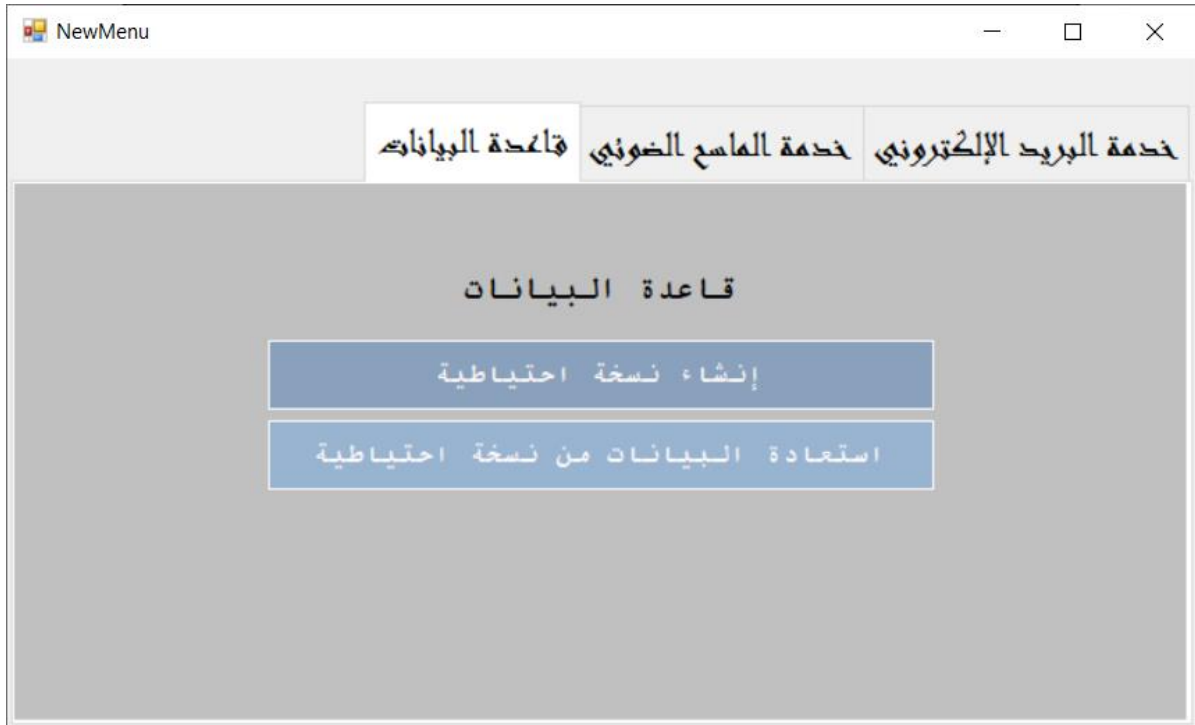 NewMenu
خدمة البريد الإلكتروني خدمة الماسح الضوئي قاعدة البيانات
قاعدة البيانات
إنشاء نسخة احتياطية
استعادة البيانات من نسخة احتياطية